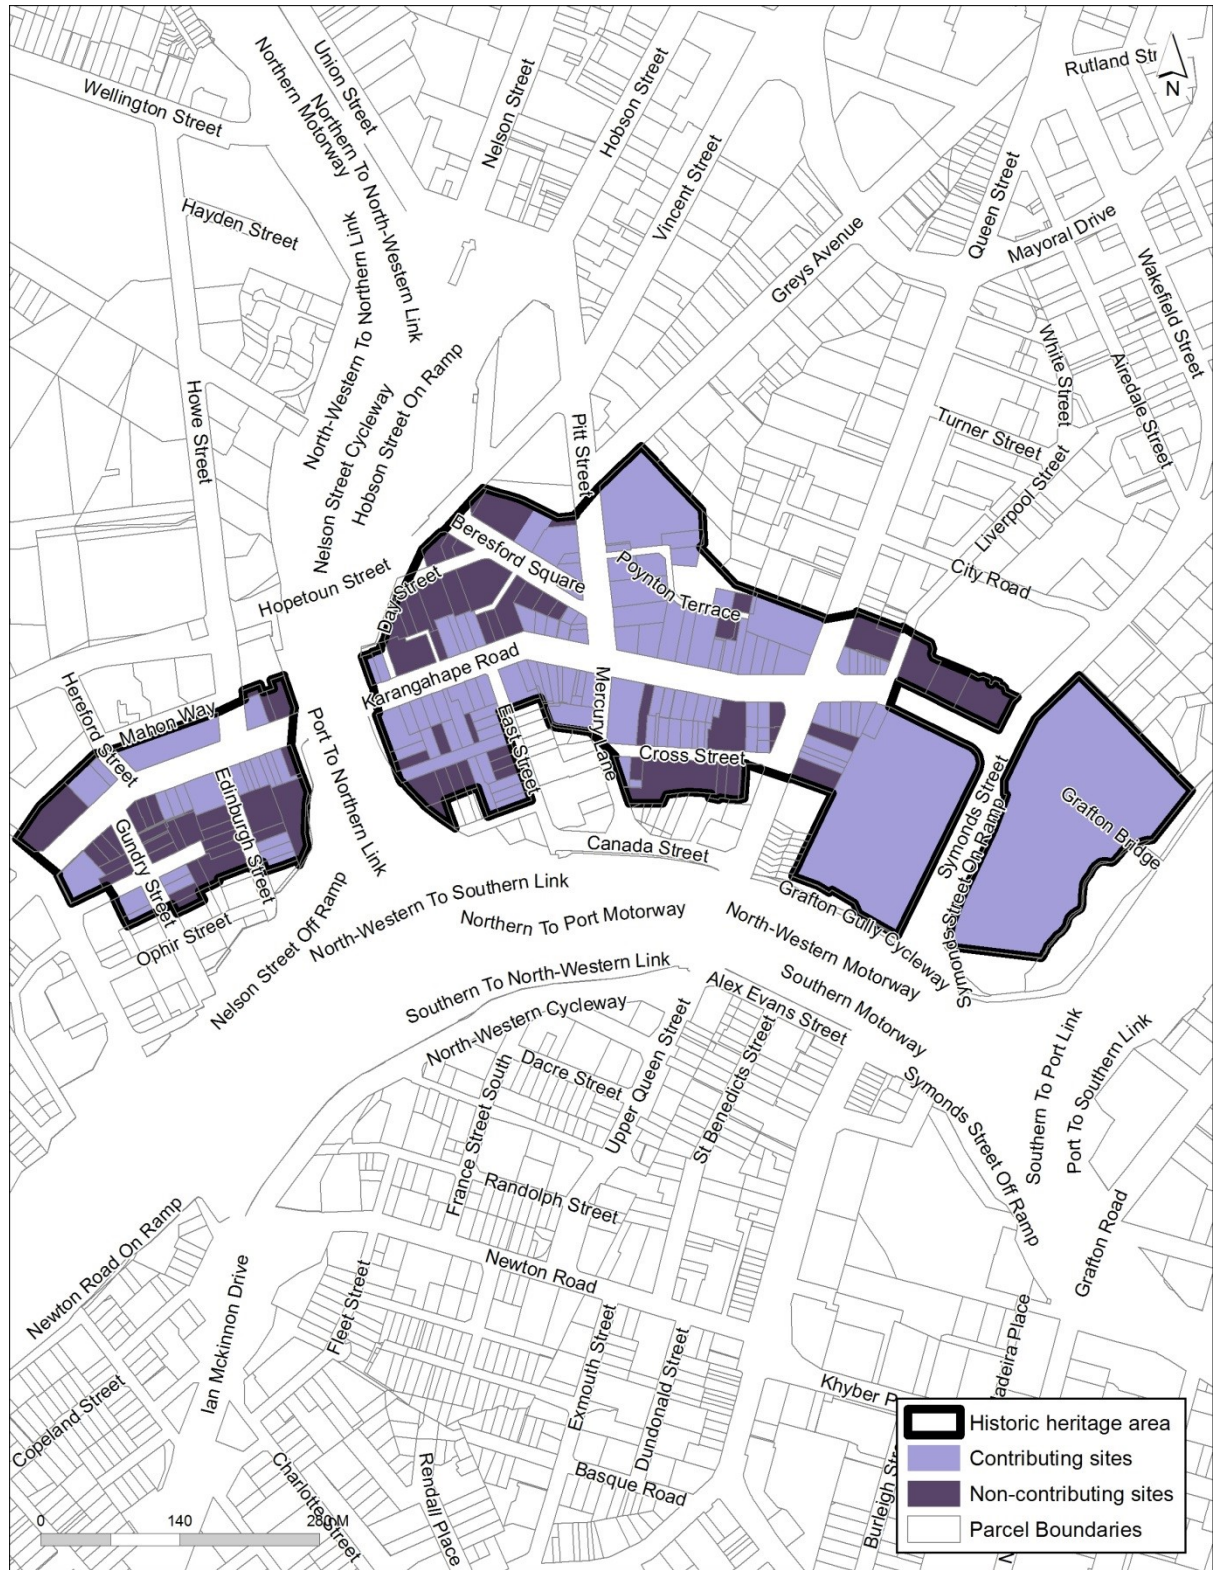 Union Street
Northern Motorway
Northern To North-Western Link
Nelson Street
Hobson Street
Rutland Str
N
Wellington Street
Vincent Street
Queen Street
Hayden Street
Mayoral Drive
Wakefield Street
Greys Avenue
North-Western To Northern Link
White Street
Airedale Street
Howe Street
Nelson Street Cycleway
Hobson Street On Ramp
Pitt Street
Turner Street
Liverpool Street
City Road
Hopetoun Street
Beresford Square
Day Street
Poynton Terrace
Karangahape Road
Hereford Street
Mahon Way
East Street
Mercury Lane
Cross Street
Port To Northern Link
Edinburgh Street
Gundry Street
Symonds Street
Symonds Street On Ramp
Grafton Bridge
Canada Street
Ophir Street
Nelson Street Off Ramp
North-Western To Southern Link
Northern To Port Motorway
Grafton Gully Cycleway
North-Western Motorway
Southern Motorway
Southern To North-Western Link
Alex Evans Street
North-Western Cycleway
Dacre Street
Upper Queen Street
St Benedicts Street
Symonds Street Off Ramp
Southern To Port Link
Port To Southern Link
France Street South
Randolph Street
Newton Road
Grafton Road
Newton Road On Ramp
Ian Mckinnon Drive
Fleet Street
Exmouth Street
Dundonald Street
adeira Place
Khyber P
Copeland Street
Charlotte Street
Rendall Place
Basque Road
Burleigh Stre
Historic heritage area
Contributing sites
Non-contributing sites
Parcel Boundaries
0 140 280 M